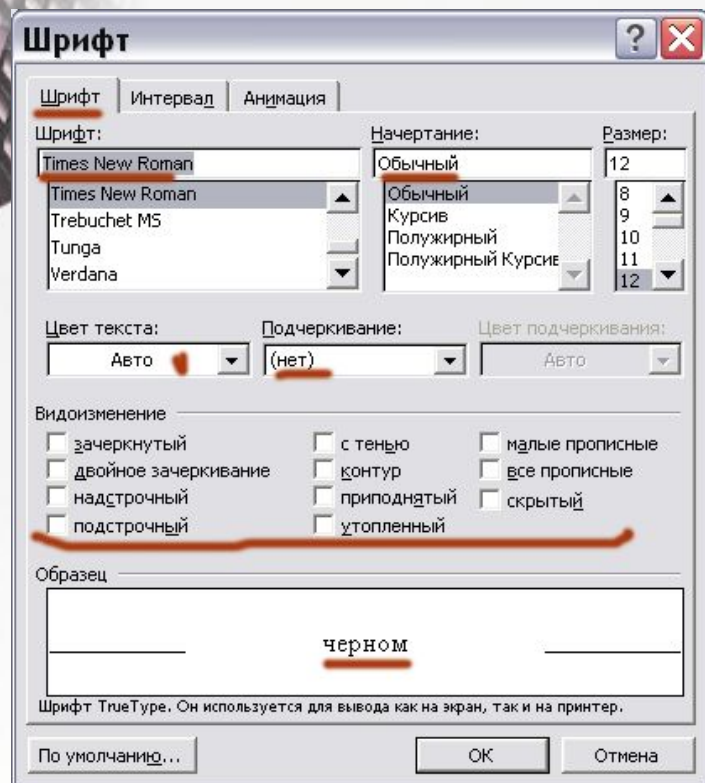 Шрифт
Шрифт Интервал Анимация
Шрифт: Начертание: Размер:
Times New Roman Обычный 12
Times New Roman Обычный 8
Trebuchet MS Курсив 9
Tunga Полужирный 10
Verdana Полужирный Курсив 11
12
Цвет текста: Подчеркивание: Цвет подчеркивания:
Авто (нет) Авто
Видоизменение
зачеркнутый с тенью малые прописные
двойное зачеркивание контур все прописные
надстрочный приподнятый скрытый
подстрочный утопленный
Образец
черном
Шрифт TrueType. Он используется для вывода как на экран, так и на принтер.
По умолчанию... ОК Отмена